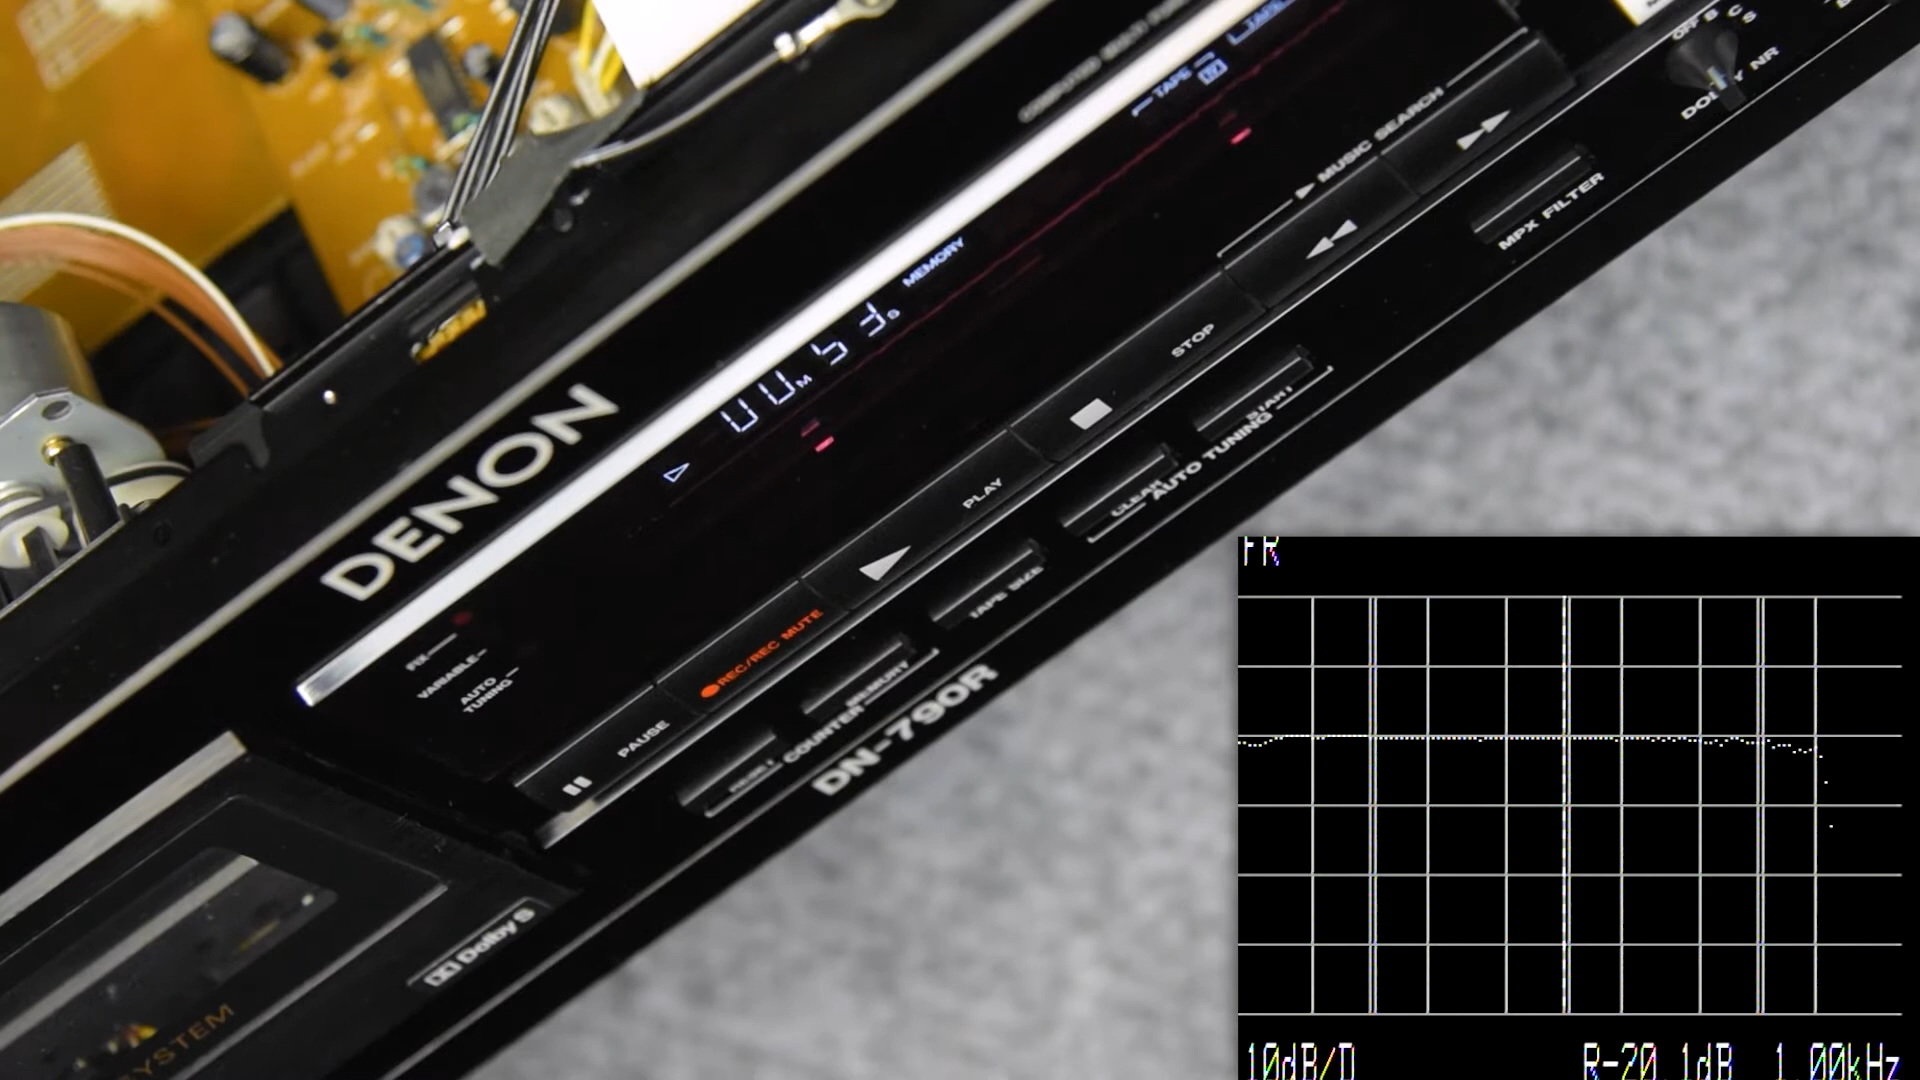 TAPE
MUSIC SEARCH
DOLBY NR
MPX FILTER
MEMORY
STOP
DENON
PLAY
START
CLEAR
AUTO TUNING
TAPE SIZE
REC/REC MUTE
FIX
VARIABLE
AUTO
TUNING
MEMORY
COUNTER
PAUSE
DN-790R
Dolby S
SYSTEM
FR
10dB/D
R-20.1dB 1.00kHz